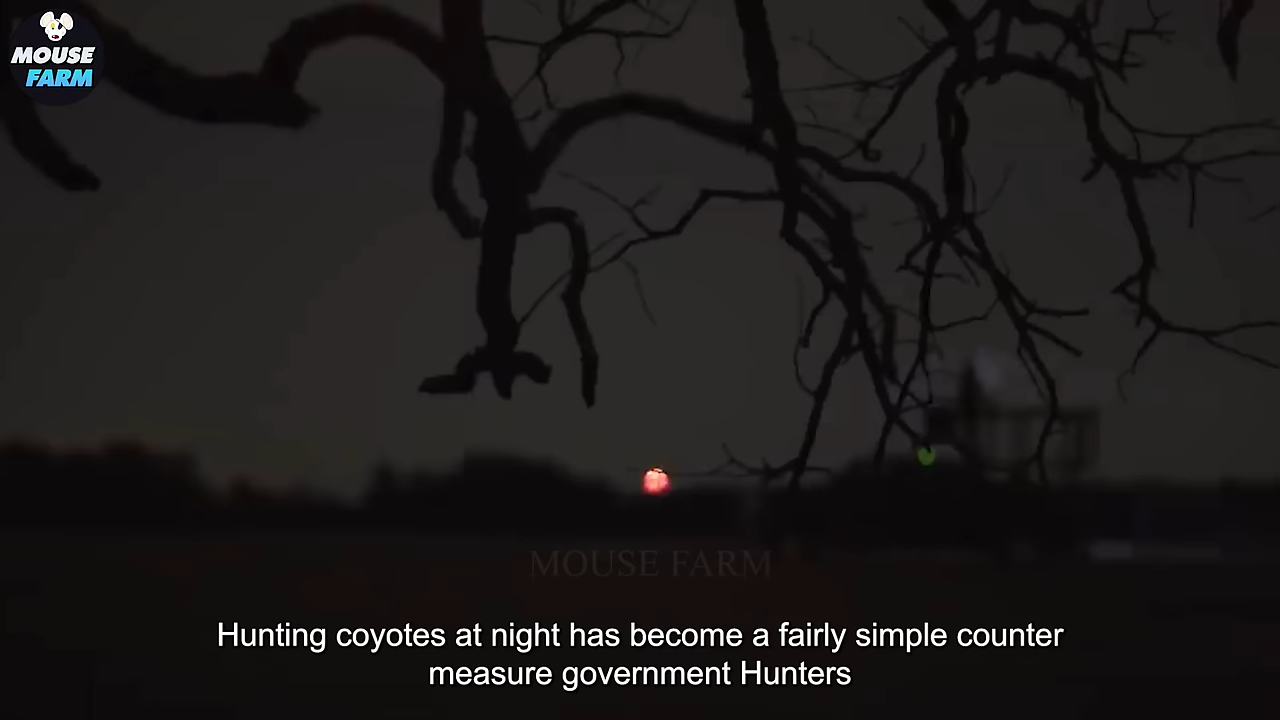 MOUSE
FARM
MOUSE FARM
Hunting coyotes at night has become a fairly simple counter
measure government Hunters